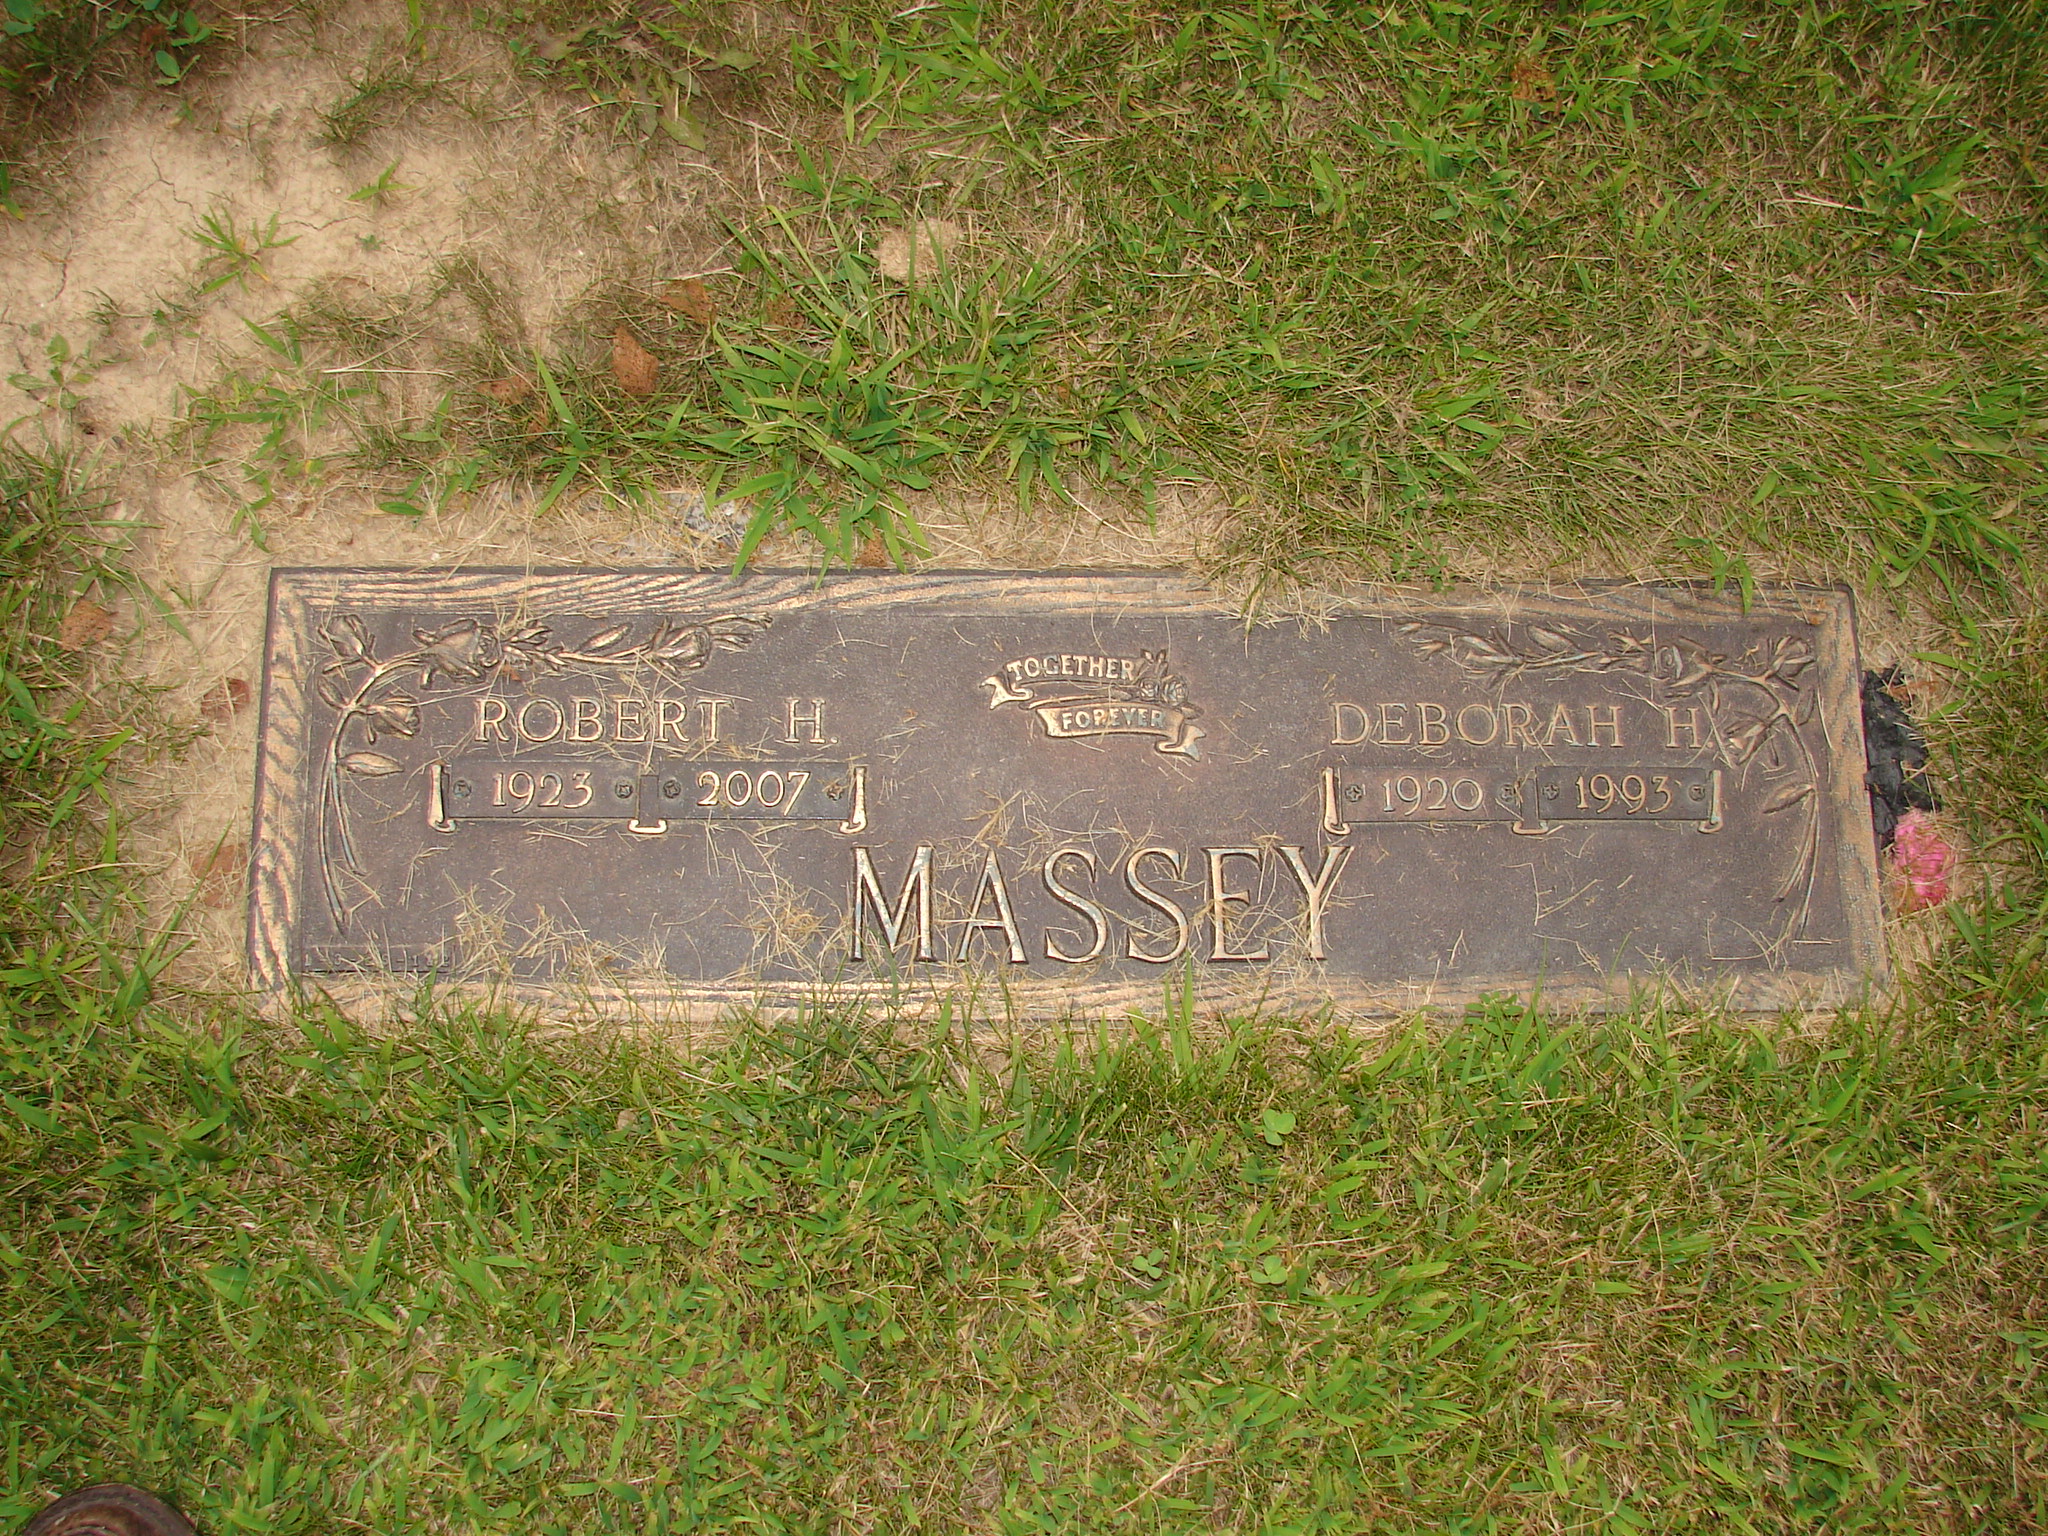 TOGETHER
FOREVER
ROBERT H.
1923 2007
DEBORAH H.
1920 1993
MASSEY